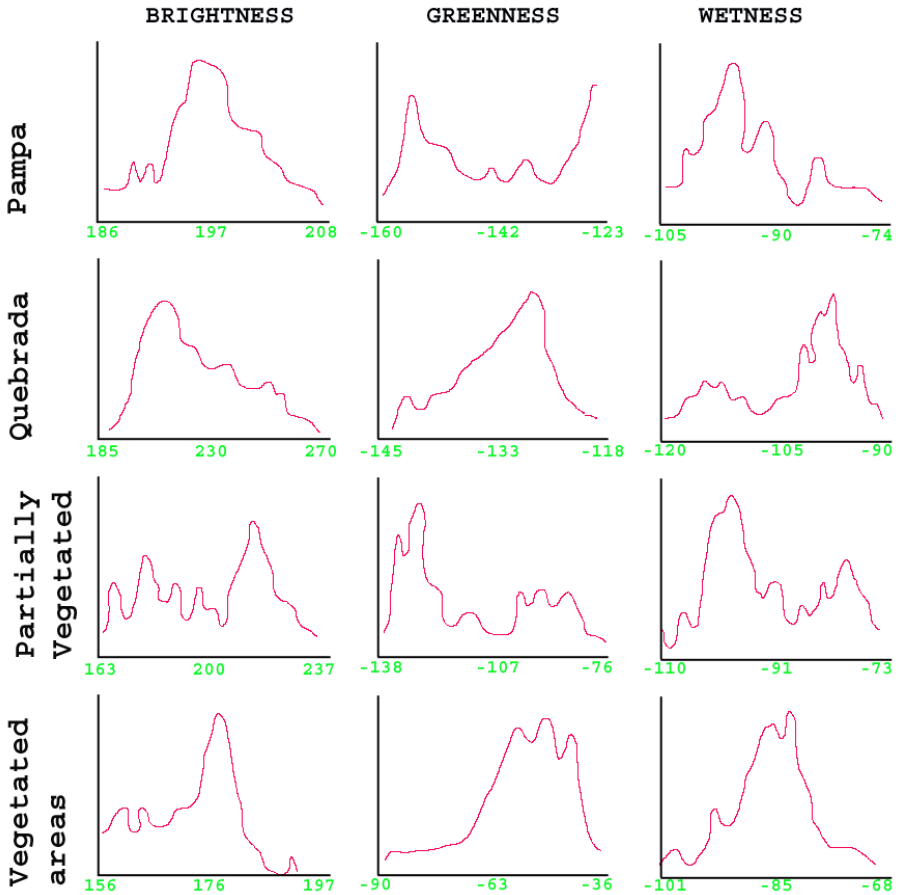 BRIGHTNESS GREENNESS WETNESS
Pampa
186 197 208 -160 -142 -123 -105 -90 -74
Quebrada
185 230 270 -145 -133 -118 -120 -105 -90
Partially
Vegetated
163 200 237 -138 -107 -76 -110 -91 -73
Vegetated
areas
156 176 197 -90 -63 -36 -101 -85 -68